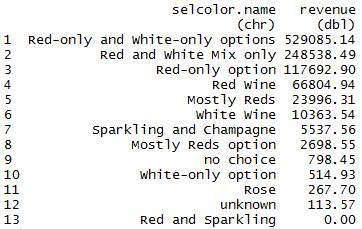 selcolor.name revenue
(chr) (dbl)
1 Red-only and White-only options 529085.14
2 Red and White Mix only 248538.49
3 Red-only option 117692.90
4 Red Wine 66804.94
5 Mostly Reds 23996.31
6 White Wine 10363.54
7 Sparkling and Champagne 5537.56
8 Mostly Reds option 2698.55
9 no choice 798.45
10 White-only option 514.93
11 Rose 267.70
12 unknown 113.57
13 Red and Sparkling 0.00